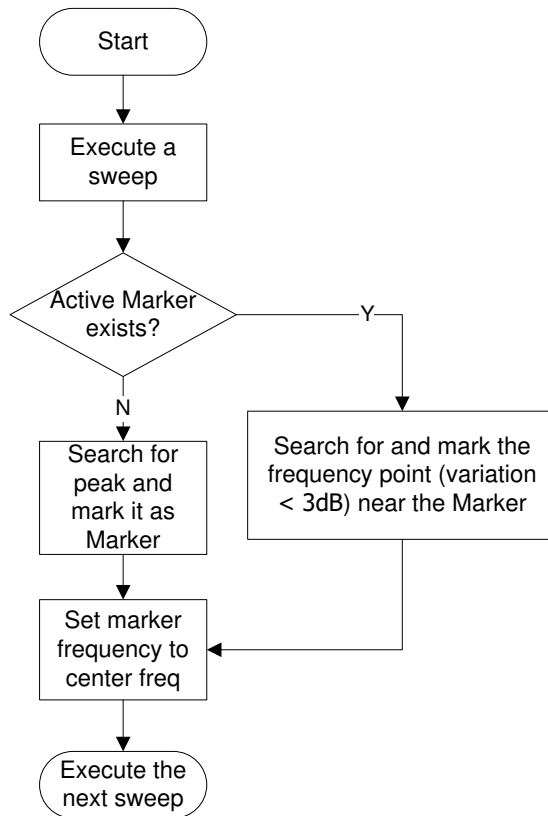 Start
Execute a
sweep
Active Marker
exists?
Y
N
Search for
peak and
mark it as
Marker
Search for and mark the
frequency point (variation
< 3dB) near the Marker
Set marker
frequency to
center freq
Execute the
next sweep